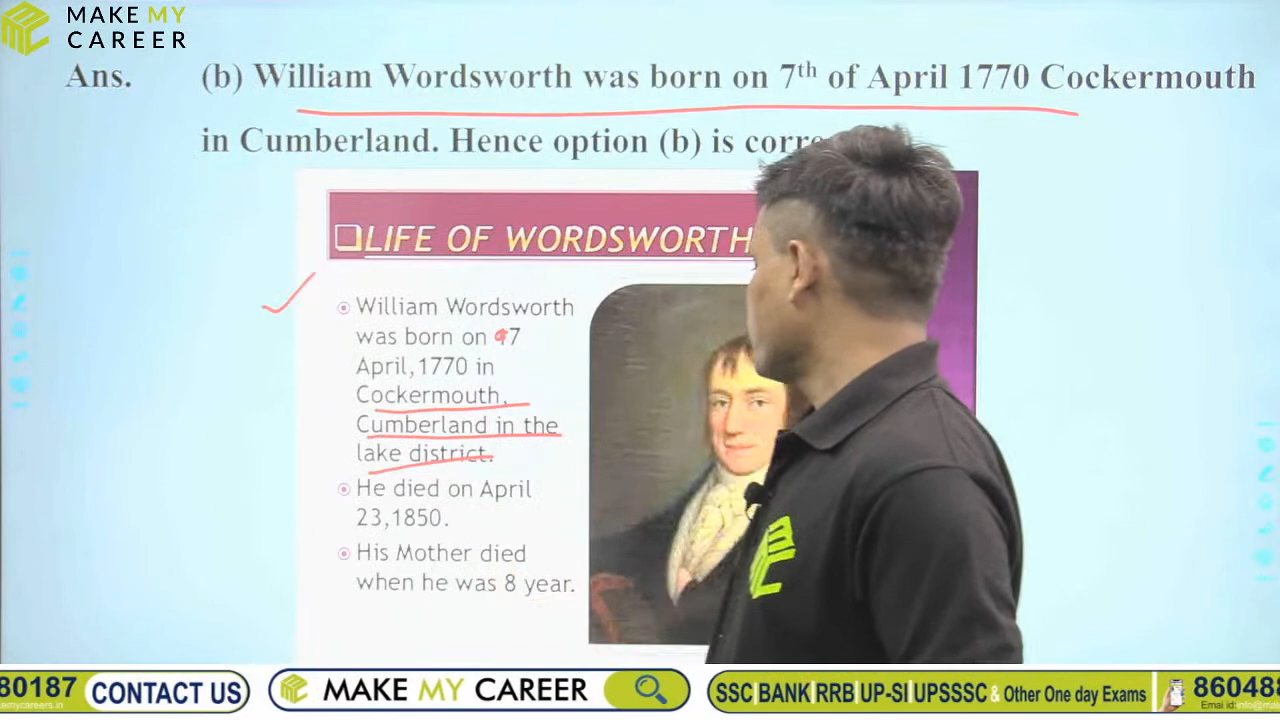 MAKE MY
CAREER
Ans. (b) William Wordsworth was born on 7th of April 1770 Cockermouth
in Cumberland. Hence option (b) is
LIFE OF WORDSWORTH
William Wordsworth
was born on 7
April,1770 in
Cockermouth,
Cumberland in the
lake district.
He died on April
23,1850.
His Mother died
when he was 8 year.
80187
CONTACT US
MAKE MY CAREER
SSC|BANK|RRB|UP-SI|UPSSSC & Other One day Exams
86048
Emai id: